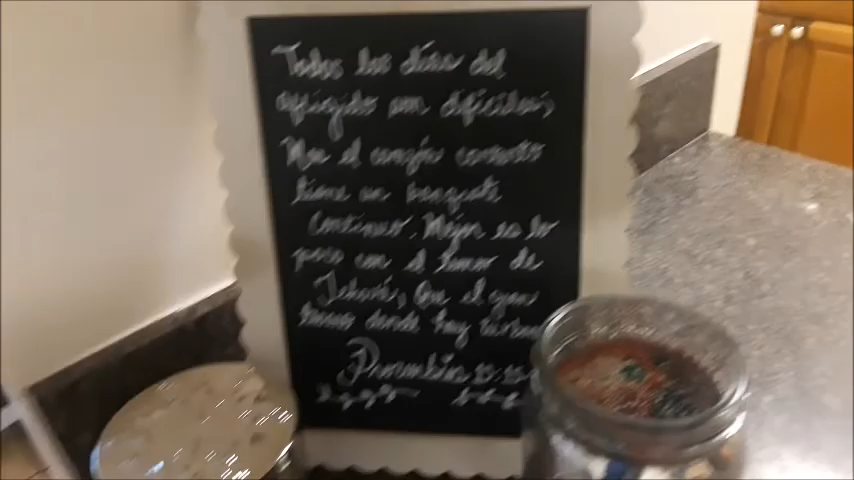 Todos los días del
afligido son difíciles;
Mas el corazón contento
tiene un banquete
continuo. Mejor es lo
poco con el temor de
Jehová, Que el gran
tesoro donde hay turba
Proverbios 15:15